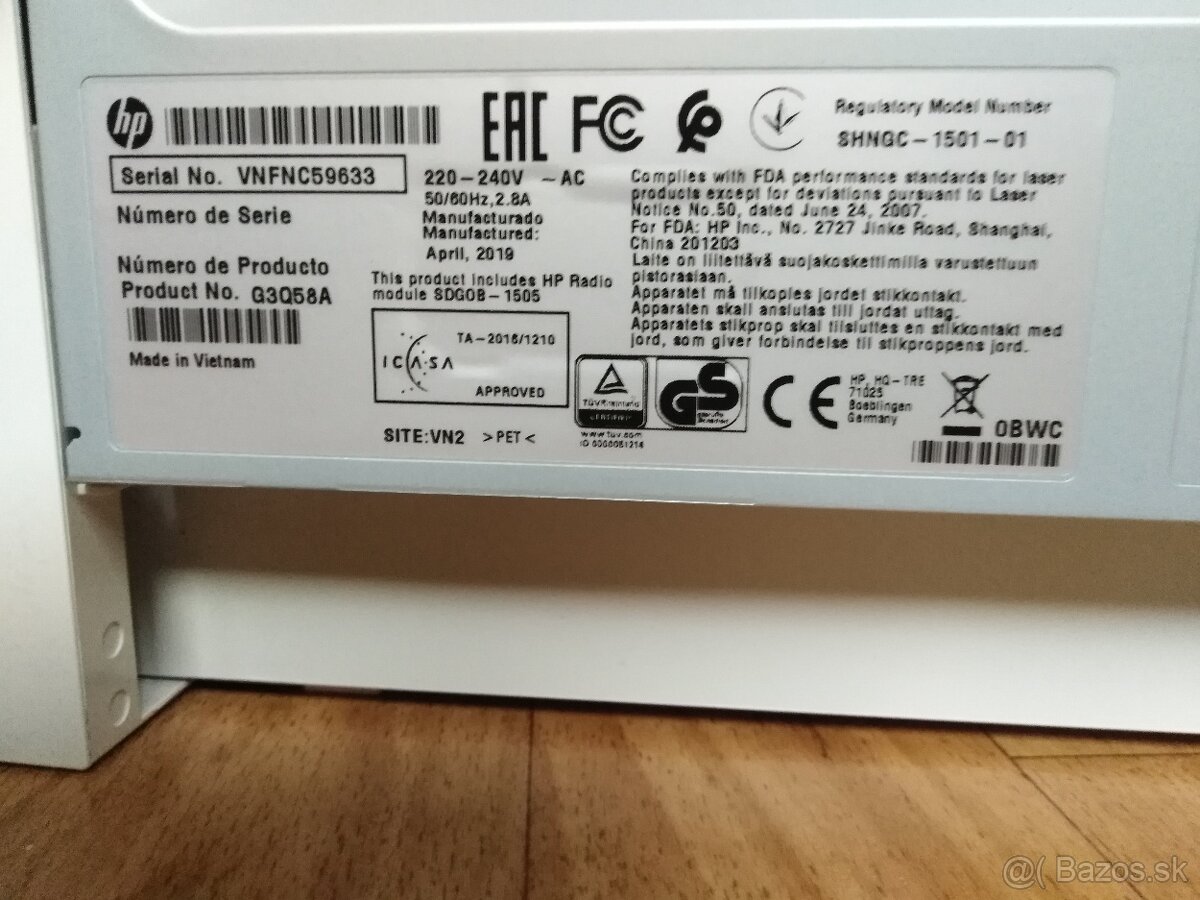 hp
EAC FC
Regulatory Model Number
SHNGC-1501-01
Serial No. VNFNC59633
Número de Serie
Número de Producto
Product No. G3Q58A
Made in Vietnam
220-240V ~AC
50/60Hz, 2.8A
Manufacturado
Manufactured:
April, 2019
This product includes HP Radio
module SDGOB-1505
ICASA
TA-2016/1210
APPROVED
SITE:VN2 >PET<
Complies with FDA performance standards for laser
products except for deviations pursuant to Laser
Notice No.50, dated June 24, 2007.
For FDA: HP Inc., No. 2727 Jinke Road, Shanghai,
China 201203
Laite on liitettävä suojakoskettimilla varustettuun
pistorasiaan.
Apparatet må tilkoples jordet stikkontakt.
Apparaten skall anslutas till jordat uttag.
Apparatets stikprop skal tilsluttes en stikkontakt med
jord, som giver forbindelse til stikproppens jord.
TÜVRheinland
CERTIFIED
www.tuv.com
GS
geprüfte
Sicherheit
CE
HP, HQ-TRE
71025
Boeblingen
Germany
0BWC
@( Bazos.sk